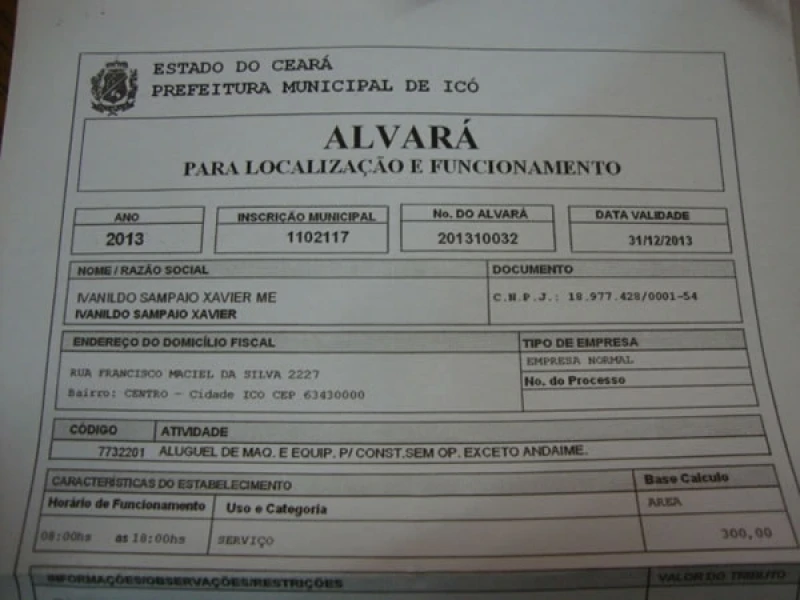 ESTADO DO CEARÁ
PREFEITURA MUNICIPAL DE ICÓ
ALVARÁ
PARA LOCALIZAÇÃO E FUNCIONAMENTO
ANO
2013
INSCRIÇÃO MUNICIPAL
1102117
No. DO ALVARÁ
201310032
DATA VALIDADE
31/12/2013
NOME / RAZÃO SOCIAL
IVANILDO SAMPAIO XAVIER ME
IVANILDO SAMPAIO XAVIER
DOCUMENTO
C.N.P.J.: 18.977.428/0001-54
ENDEREÇO DO DOMICÍLIO FISCAL
RUA FRANCISCO MACIEL DA SILVA 2227
Bairro: CENTRO - Cidade ICO CEP 63430000
TIPO DE EMPRESA
EMPRESA NORMAL
No. do Processo
CÓDIGO ATIVIDADE
7732201 ALUGUEL DE MAQ. E EQUIP. P/ CONST.SEM OP. EXCETO ANDAIME.
CARACTERÍSTICAS DO ESTABELECIMENTO
Horário de Funcionamento
08:00hs as 18:00hs
Uso e Categoria
SERVIÇO
Base Calculo
AREA
300,00
INFORMAÇÕES/OBSERVAÇÕES/RESTRIÇÕES
VALOR DO TRIBUTO